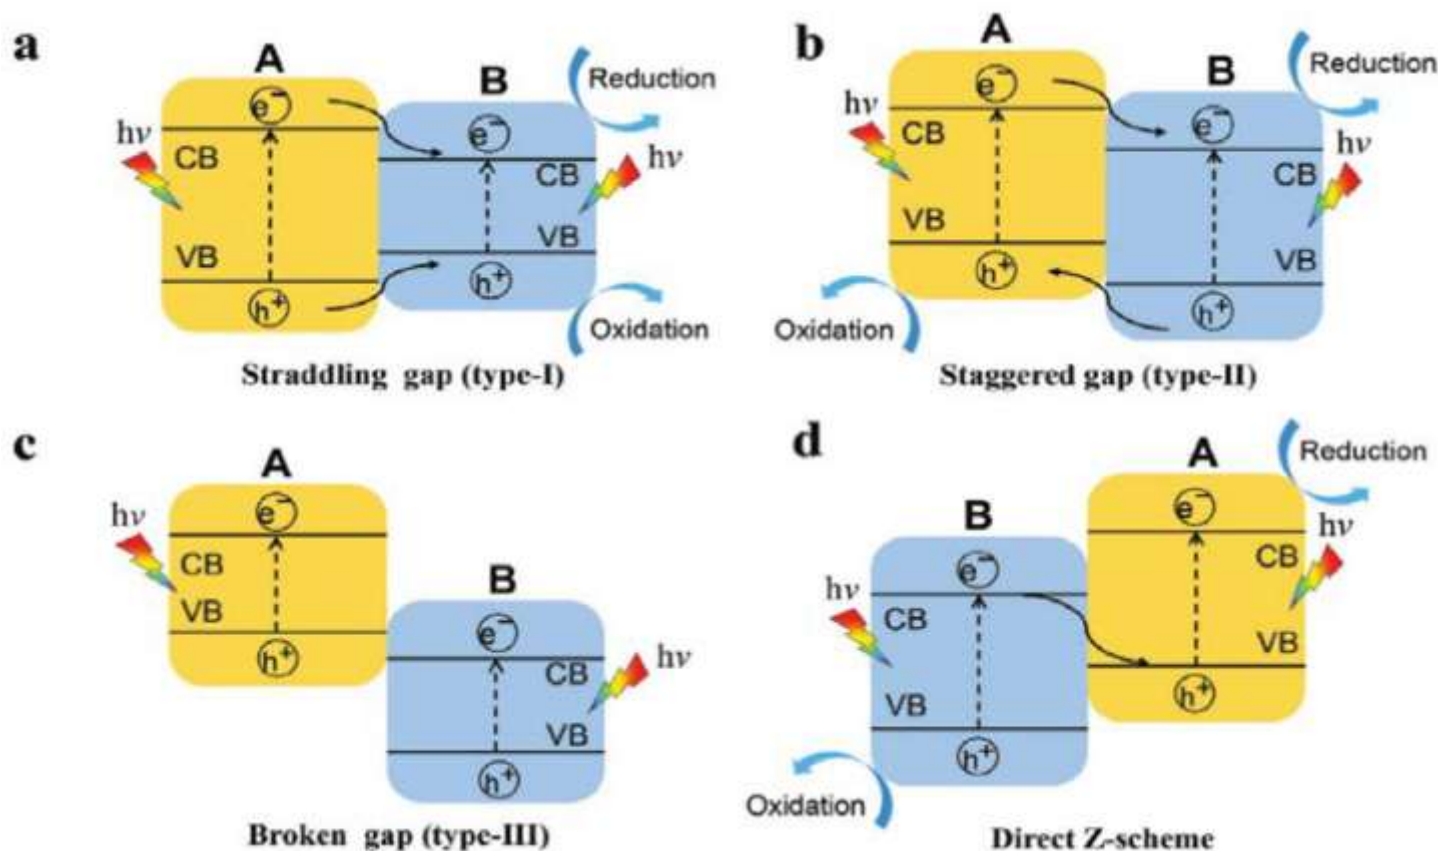 a
A
B
Reduction
hν
e⁻
e⁻
CB
CB
hν
VB
VB
h⁺
h⁺
Oxidation
Straddling gap (type-I)
b
A
B
Reduction
hν
e⁻
e⁻
CB
CB
hν
VB
VB
h⁺
h⁺
Oxidation
Staggered gap (type-II)
c
A
hν
e⁻
CB
VB
h⁺
B
e⁻
CB
hν
VB
h⁺
Broken gap (type-III)
d
A
Reduction
B
e⁻
hν
e⁻
CB
hν
CB
VB
VB
h⁺
h⁺
Oxidation
Direct Z-scheme